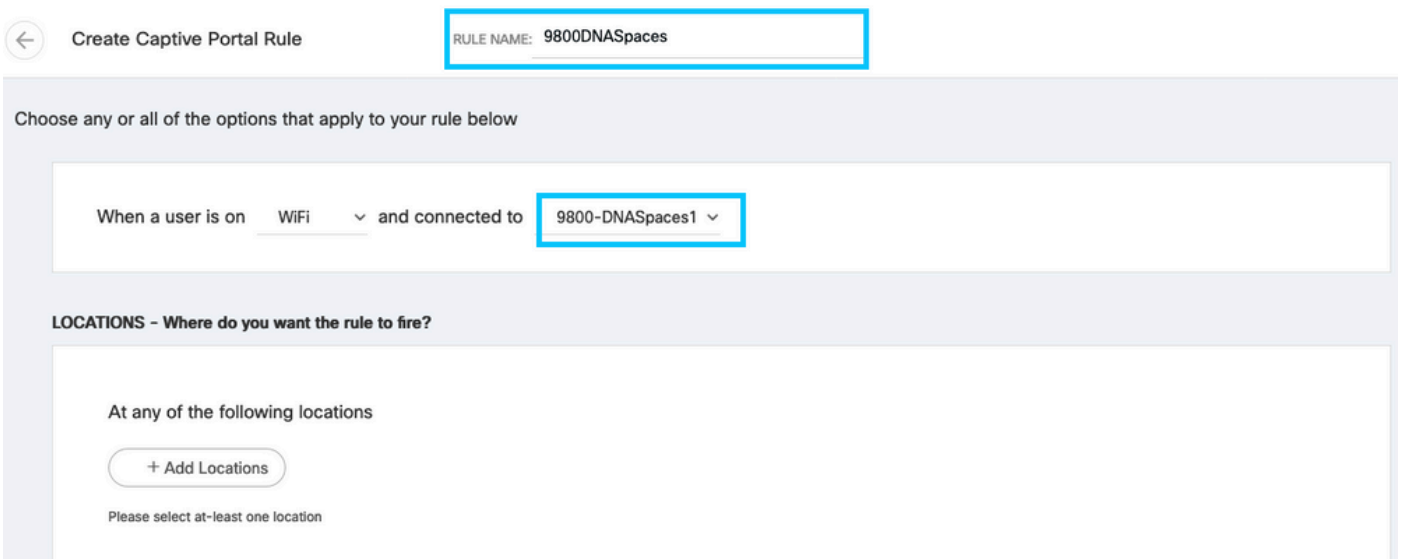 Create Captive Portal Rule RULE NAME: 9800DNASpaces
Choose any or all of the options that apply to your rule below
When a user is on WiFi and connected to 9800-DNASpaces1
LOCATIONS - Where do you want the rule to fire?
At any of the following locations
+ Add Locations
Please select at-least one location